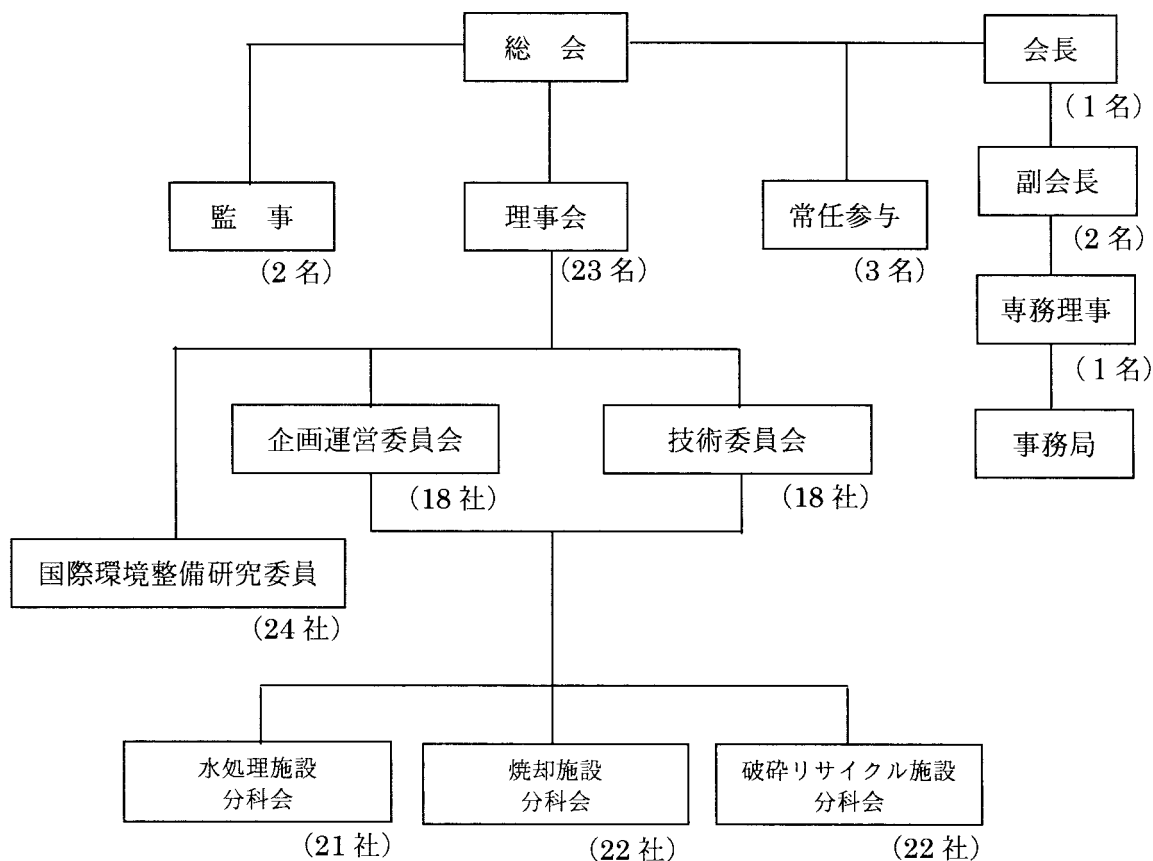 総 会
会長
(1名)
副会長
(2名)
専務理事
(1名)
事務局
監 事
(2名)
理事会
(23名)
常任参与
(3名)
企画運営委員会
(18社)
技術委員会
(18社)
国際環境整備研究委員
(24社)
水処理施設
分科会
(21社)
焼却施設
分科会
(22社)
破砕リサイクル施設
分科会
(22社)